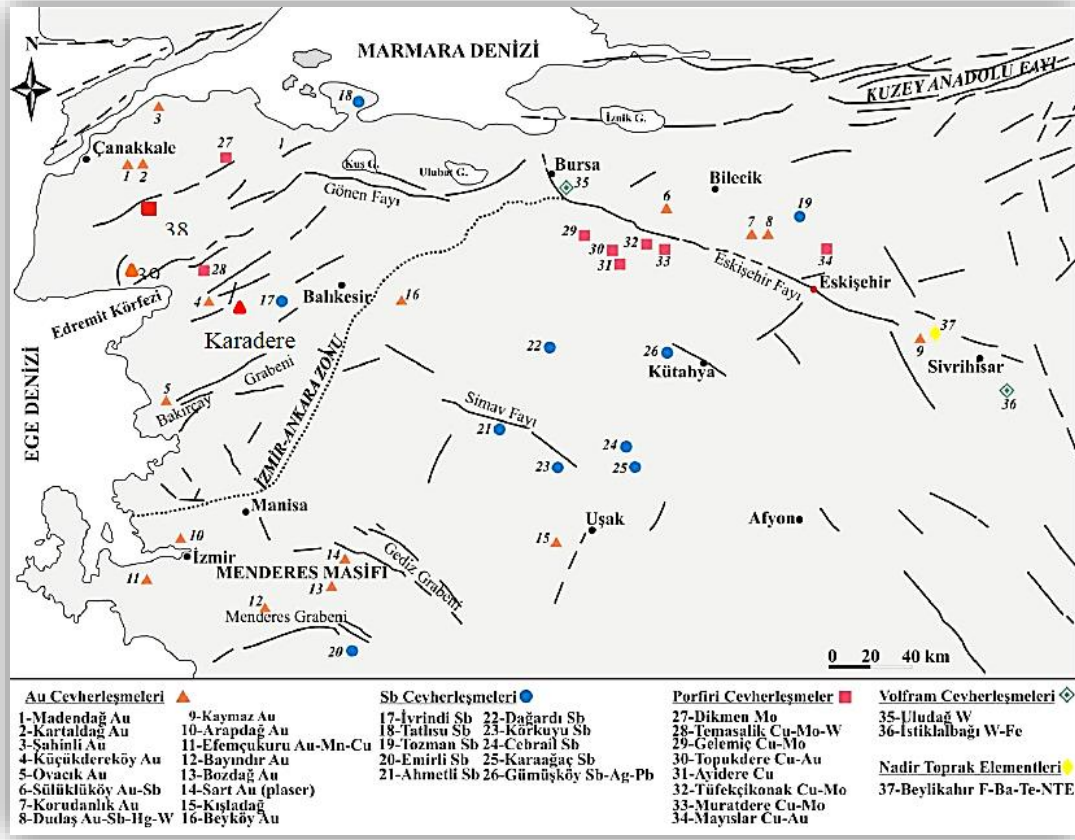 N
MARMARA DENİZİ
KUZEY ANADOLU FAYI
18
3
Çanakkale
27
İznik G.
1 2
Kuş G.
Ulubat G.
Bursa
35
Bilecik
Gönen Fayı
6
19
38
7 8
29
30
32
31
33
34
39
28
Eskişehir Fayı
Eskişehir
Edremit Körfezi
4
17
Balıkesir
16
Karadere
37
9
Sivrihisar
22
26
Kütahya
36
EGE DENİZİ
5
Bakırçay Grabeni
İZMİR-ANKARA ZONU
Simav Fayı
21
24
23
25
Manisa
Uşak
Afyon
15
10
İzmir
14
Gediz Grabeni
MENDERES MASİFİ
11
13
12
Menderes Grabeni
20
0 20 40 km
Au Cevherleşmeleri
1-Madendağ Au
2-Kartaldağ Au
3-Şahinli Au
4-Küçükdereköy Au
5-Ovacık Au
6-Sülüklüköy Au-Sb
7-Korudanlık Au
8-Dudaş Au-Sb-Hg-W
9-Kaymaz Au
10-Arapdağ Au
11-Efemçukuru Au-Mn-Cu
12-Bayındır Au
13-Bozdağ Au
14-Sart Au (plaser)
15-Kışladağ
16-Beyköy Au
Sb Cevherleşmeleri
17-İvrindi Sb
18-Tatlısu Sb
19-Tozman Sb
20-Emirli Sb
21-Ahmetli Sb
22-Dağardı Sb
23-Körkuyu Sb
24-Cebrail Sb
25-Karaağaç Sb
26-Gümüşköy Sb-Ag-Pb
Porfiri Cevherleşmeler
27-Dikmen Mo
28-Temasalik Cu-Mo-W
29-Gelemiç Cu-Mo
30-Topukdere Cu-Au
31-Ayidere Cu
32-Tüfekçikonak Cu-Mo
33-Muratdere Cu-Mo
34-Mayıslar Cu-Au
Volfram Cevherleşmeleri
35-Uludağ W
36-İstiklalbağı W-Fe
Nadir Toprak Elementleri
37-Beylikahır F-Ba-Te-NTE